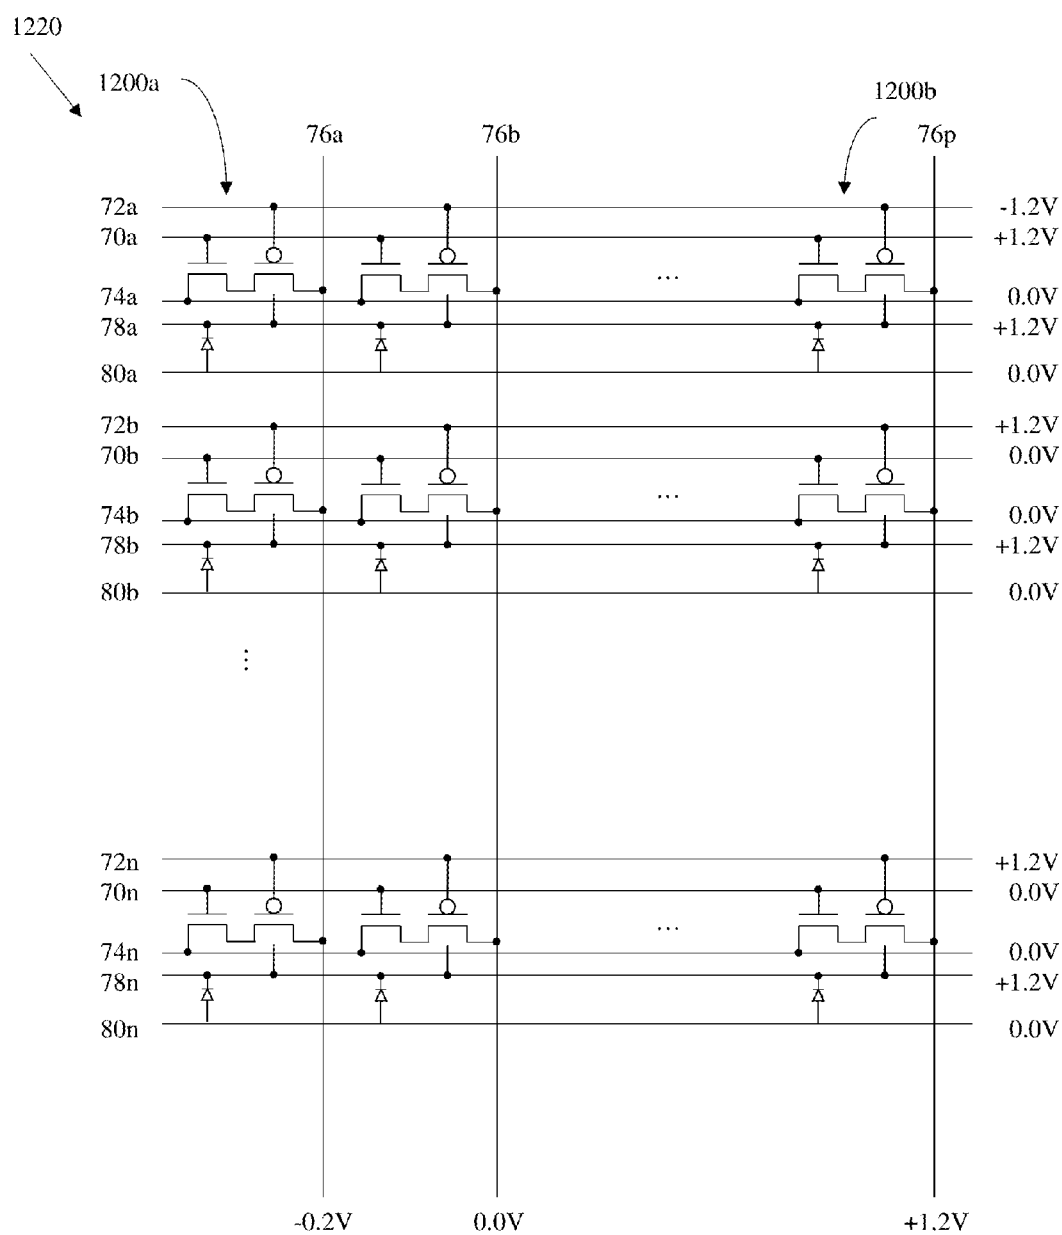 1220
1200a
1200b
76a 76b 76p
72a -1.2V
70a +1.2V
...
74a 0.0V
78a +1.2V
80a 0.0V
72b +1.2V
70b 0.0V
...
74b 0.0V
78b +1.2V
80b 0.0V
...
72n +1.2V
70n 0.0V
...
74n 0.0V
78n +1.2V
80n 0.0V
-0.2V 0.0V +1.2V